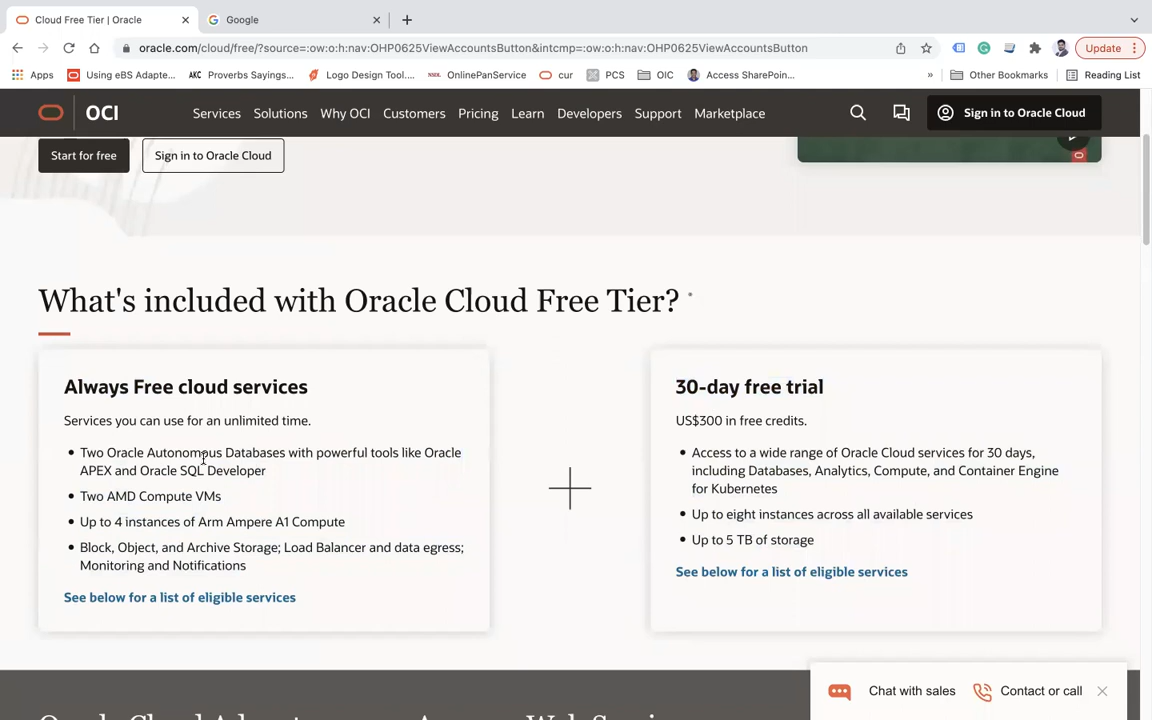 Cloud Free Tier | Oracle
Google
oracle.com/cloud/free/?source=:ow:o:h:nav:OHP0625ViewAccountsButton&intcmp=:ow:o:h:nav:OHP0625ViewAccountsButton
Update
Apps
Using eBS Adapte...
AKC Proverbs Sayings...
Logo Design Tool....
OnlinePanService
cur
PCS
OIC
Access SharePoin...
»
Other Bookmarks
Reading List
OCI
Services
Solutions
Why OCI
Customers
Pricing
Learn
Developers
Support
Marketplace
Sign in to Oracle Cloud
Start for free
Sign in to Oracle Cloud
What's included with Oracle Cloud Free Tier? *
Always Free cloud services
Services you can use for an unlimited time.
• Two Oracle Autonomous Databases with powerful tools like Oracle
APEX and Oracle SQL Developer
• Two AMD Compute VMs
• Up to 4 instances of Arm Ampere A1 Compute
• Block, Object, and Archive Storage; Load Balancer and data egress;
Monitoring and Notifications
See below for a list of eligible services
30-day free trial
US$300 in free credits.
• Access to a wide range of Oracle Cloud services for 30 days,
including Databases, Analytics, Compute, and Container Engine
for Kubernetes
• Up to eight instances across all available services
• Up to 5 TB of storage
See below for a list of eligible services
Chat with sales
Contact or call